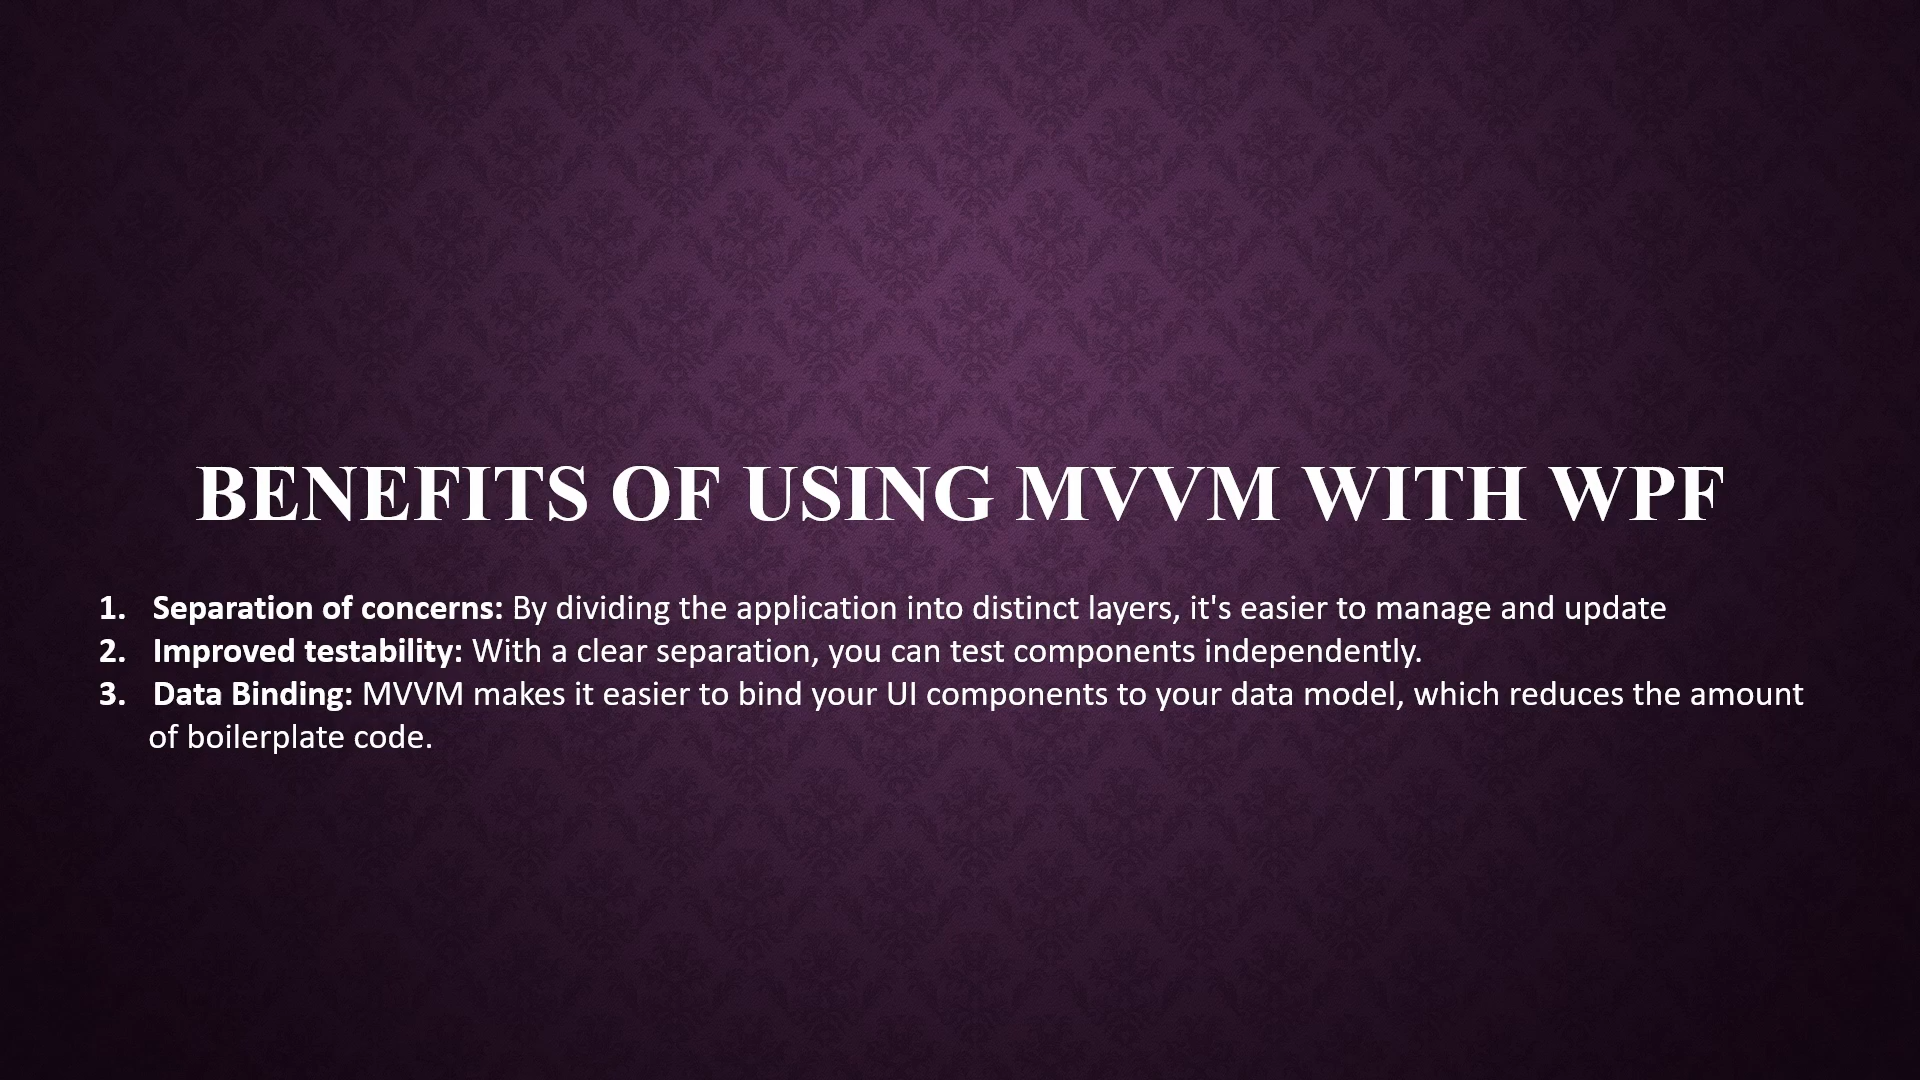 BENEFITS OF USING MVVM WITH WPF
1. Separation of concerns: By dividing the application into distinct layers, it's easier to manage and update
2. Improved testability: With a clear separation, you can test components independently.
3. Data Binding: MVVM makes it easier to bind your UI components to your data model, which reduces the amount
of boilerplate code.